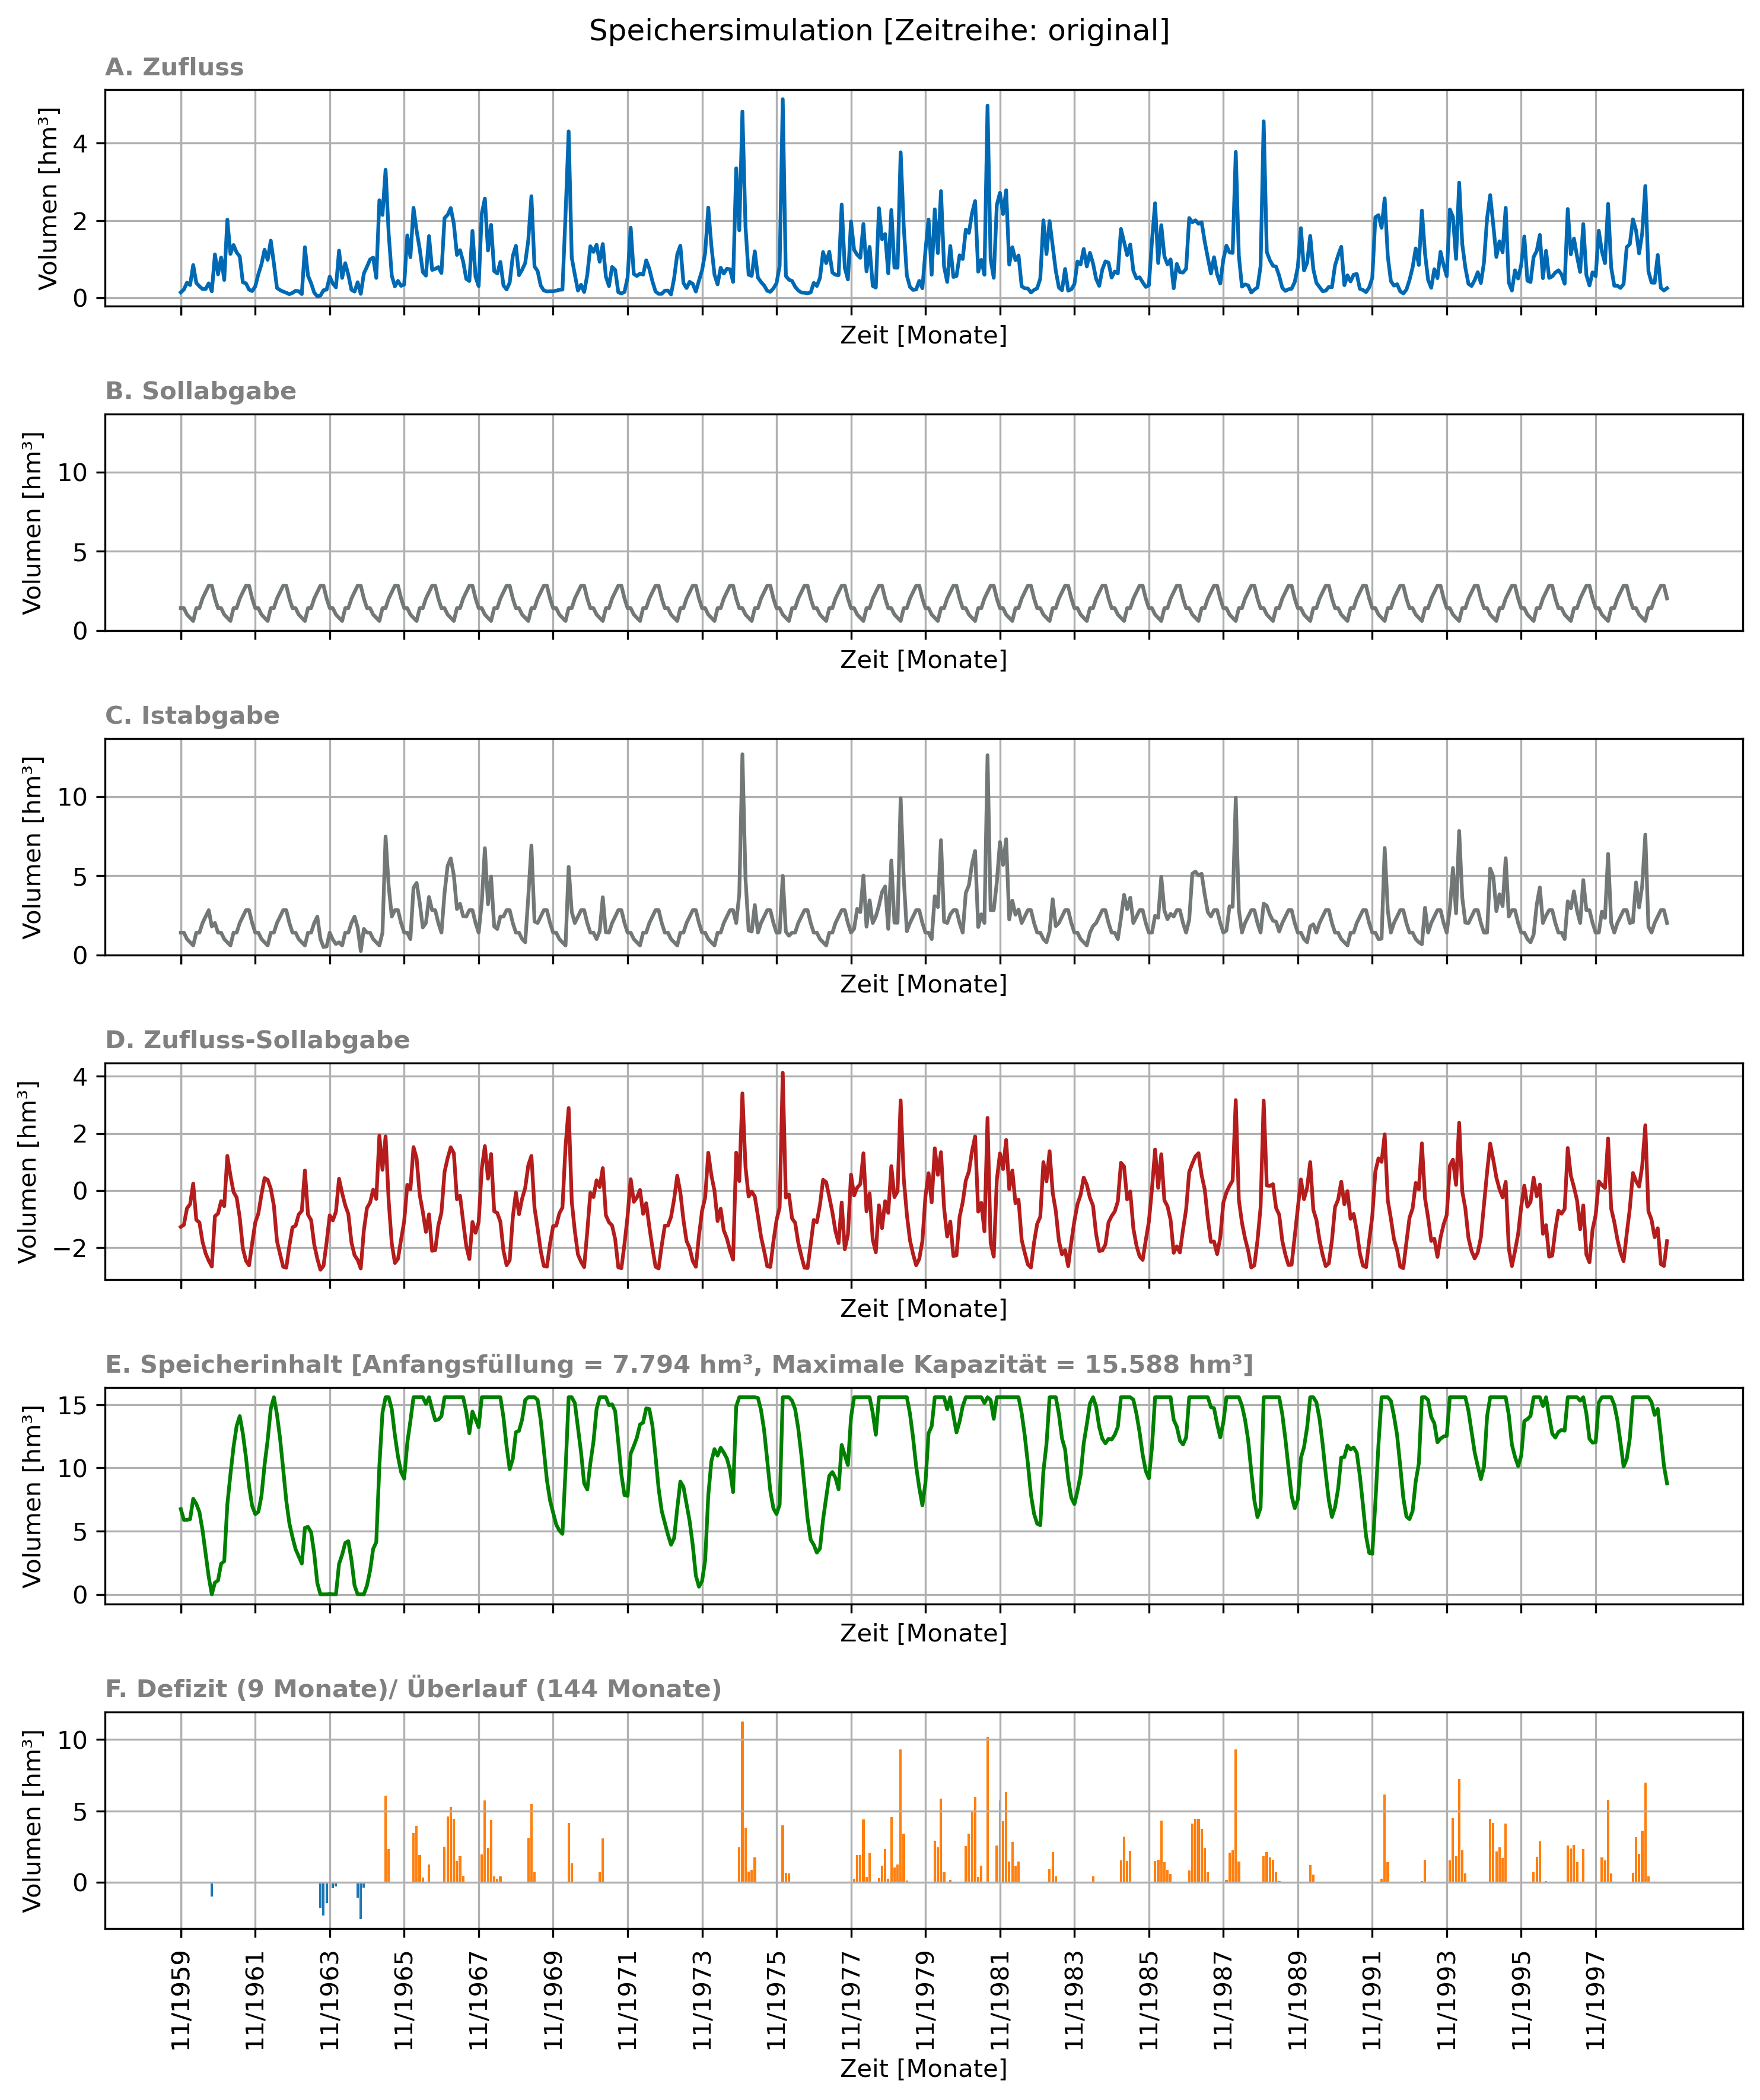 Speichersimulation [Zeitreihe: original]
A. Zufluss
Volumen [hm³]
4
2
0
Zeit [Monate]
B. Sollabgabe
Volumen [hm³]
10
5
0
Zeit [Monate]
C. Istabgabe
Volumen [hm³]
10
5
0
Zeit [Monate]
D. Zufluss-Sollabgabe
Volumen [hm³]
4
2
0
−2
Zeit [Monate]
E. Speicherinhalt [Anfangsfüllung = 7.794 hm³, Maximale Kapazität = 15.588 hm³]
Volumen [hm³]
15
10
5
0
Zeit [Monate]
F. Defizit (9 Monate)/ Überlauf (144 Monate)
Volumen [hm³]
10
5
0
11/1959
11/1961
11/1963
11/1965
11/1967
11/1969
11/1971
11/1973
11/1975
11/1977
11/1979
11/1981
11/1983
11/1985
11/1987
11/1989
11/1991
11/1993
11/1995
11/1997
Zeit [Monate]